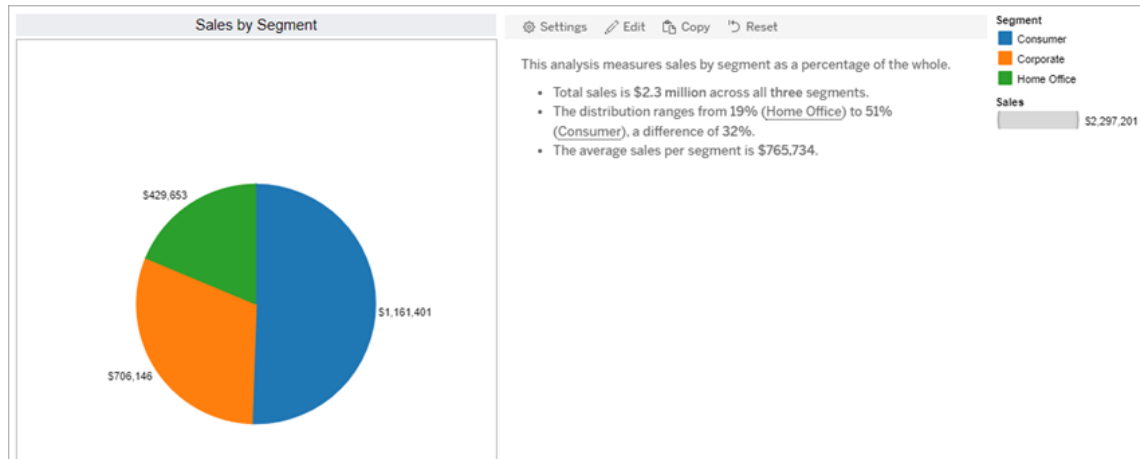 Sales by Segment
$429,653
$1,161,401
$706,146
Settings Edit Copy Reset
This analysis measures sales by segment as a percentage of the whole.
• Total sales is $2.3 million across all three segments.
• The distribution ranges from 19% (Home Office) to 51%
(Consumer), a difference of 32%.
• The average sales per segment is $765,734.
Segment
Consumer
Corporate
Home Office
Sales
$2,297,201